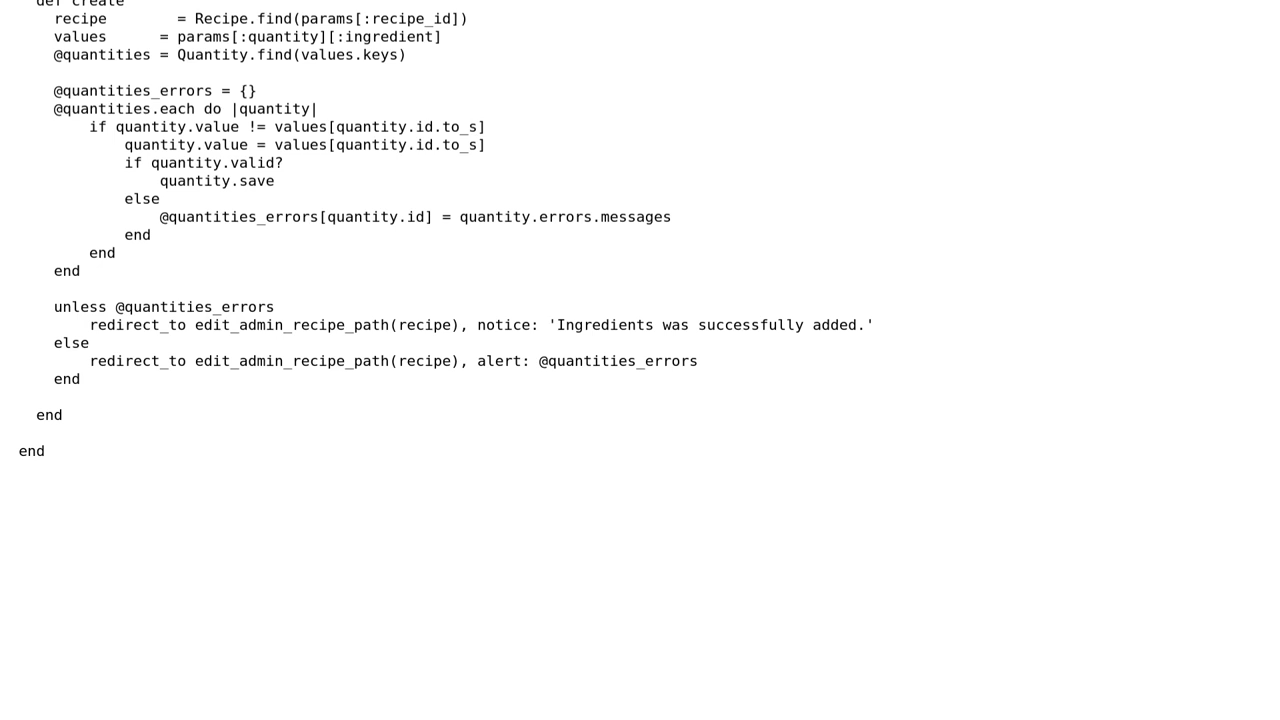 def create
    recipe        = Recipe.find(params[:recipe_id])
    values      = params[:quantity][:ingredient]
    @quantities = Quantity.find(values.keys)

    @quantities_errors = {}
    @quantities.each do |quantity|
        if quantity.value != values[quantity.id.to_s]
            quantity.value = values[quantity.id.to_s]
            if quantity.valid?
                quantity.save
            else
                @quantities_errors[quantity.id] = quantity.errors.messages
            end
        end
    end

    unless @quantities_errors
        redirect_to edit_admin_recipe_path(recipe), notice: 'Ingredients was successfully added.'
    else
        redirect_to edit_admin_recipe_path(recipe), alert: @quantities_errors
    end

  end

end